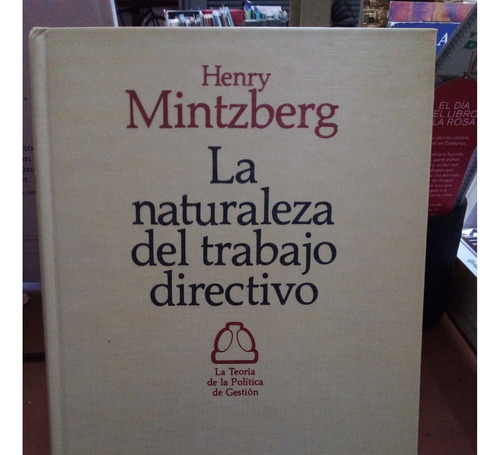 Henry
Mintzberg
La
naturaleza
del trabajo
directivo
La Teoría
de la Política
de Gestión
EL DÍA
EL LIBRO
LA ROSA